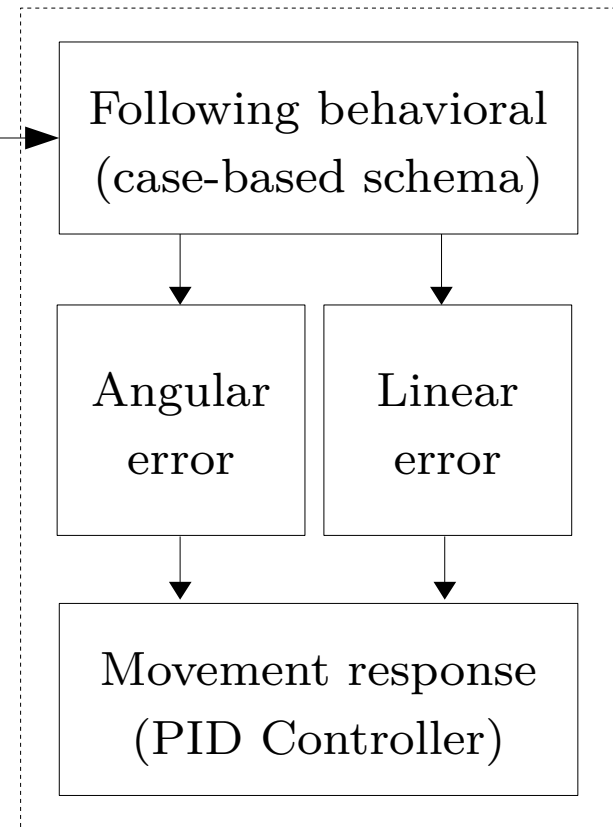 Following behavioral
(case-based schema)
Angular
error
Linear
error
Movement response
(PID Controller)